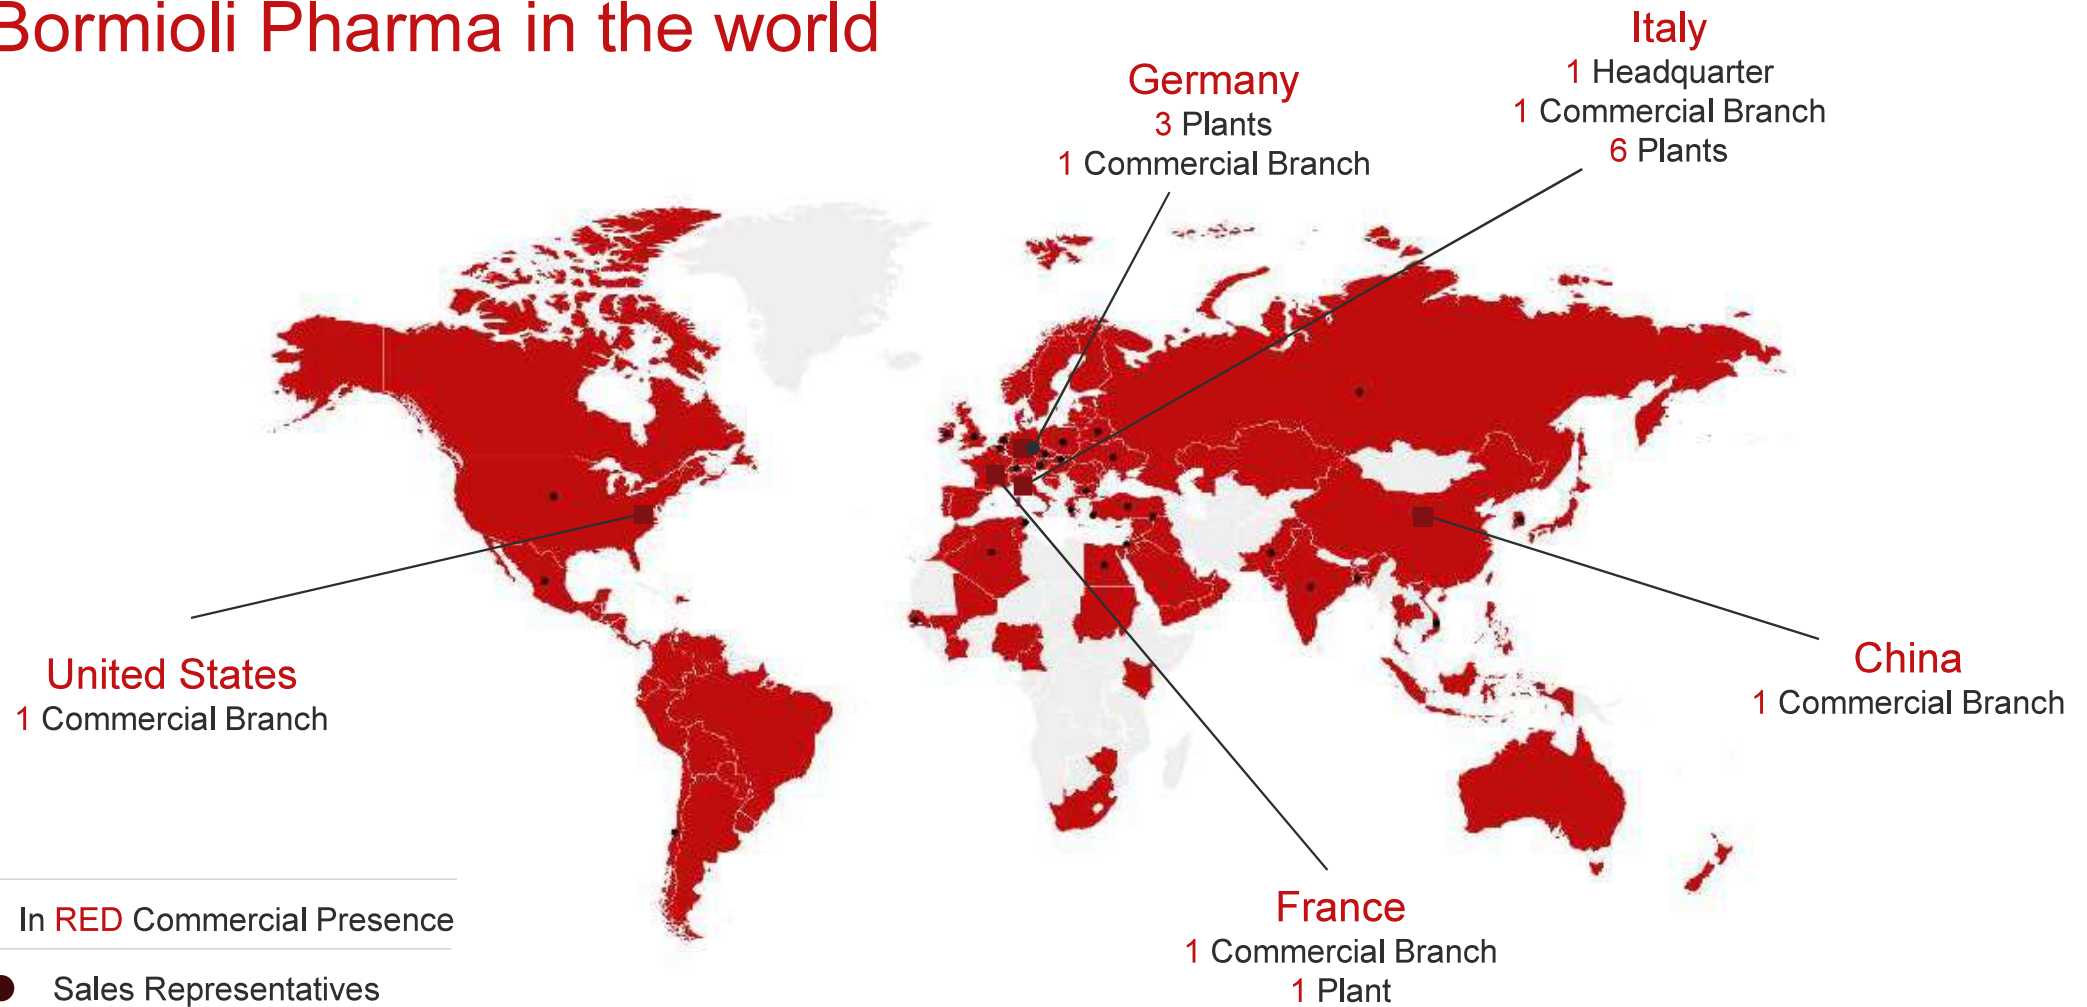 Bormioli Pharma in the world
Italy
1 Headquarter
1 Commercial Branch
6 Plants
Germany
3 Plants
1 Commercial Branch
United States
1 Commercial Branch
China
1 Commercial Branch
France
1 Commercial Branch
1 Plant
In RED Commercial Presence
Sales Representatives